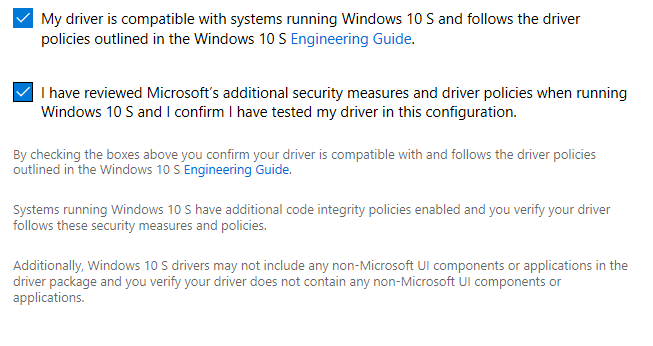 My driver is compatible with systems running Windows 10 S and follows the driver
policies outlined in the Windows 10 S Engineering Guide.
I have reviewed Microsoft's additional security measures and driver policies when running
Windows 10 S and I confirm I have tested my driver in this configuration.
By checking the boxes above you confirm your driver is compatible with and follows the driver policies
outlined in the Windows 10 S Engineering Guide.
Systems running Windows 10 S have additional code integrity policies enabled and you verify your driver
follows these security measures and policies.
Additionally, Windows 10 S drivers may not include any non-Microsoft UI components or applications in the
driver package and you verify your driver does not contain any non-Microsoft UI components or
applications.